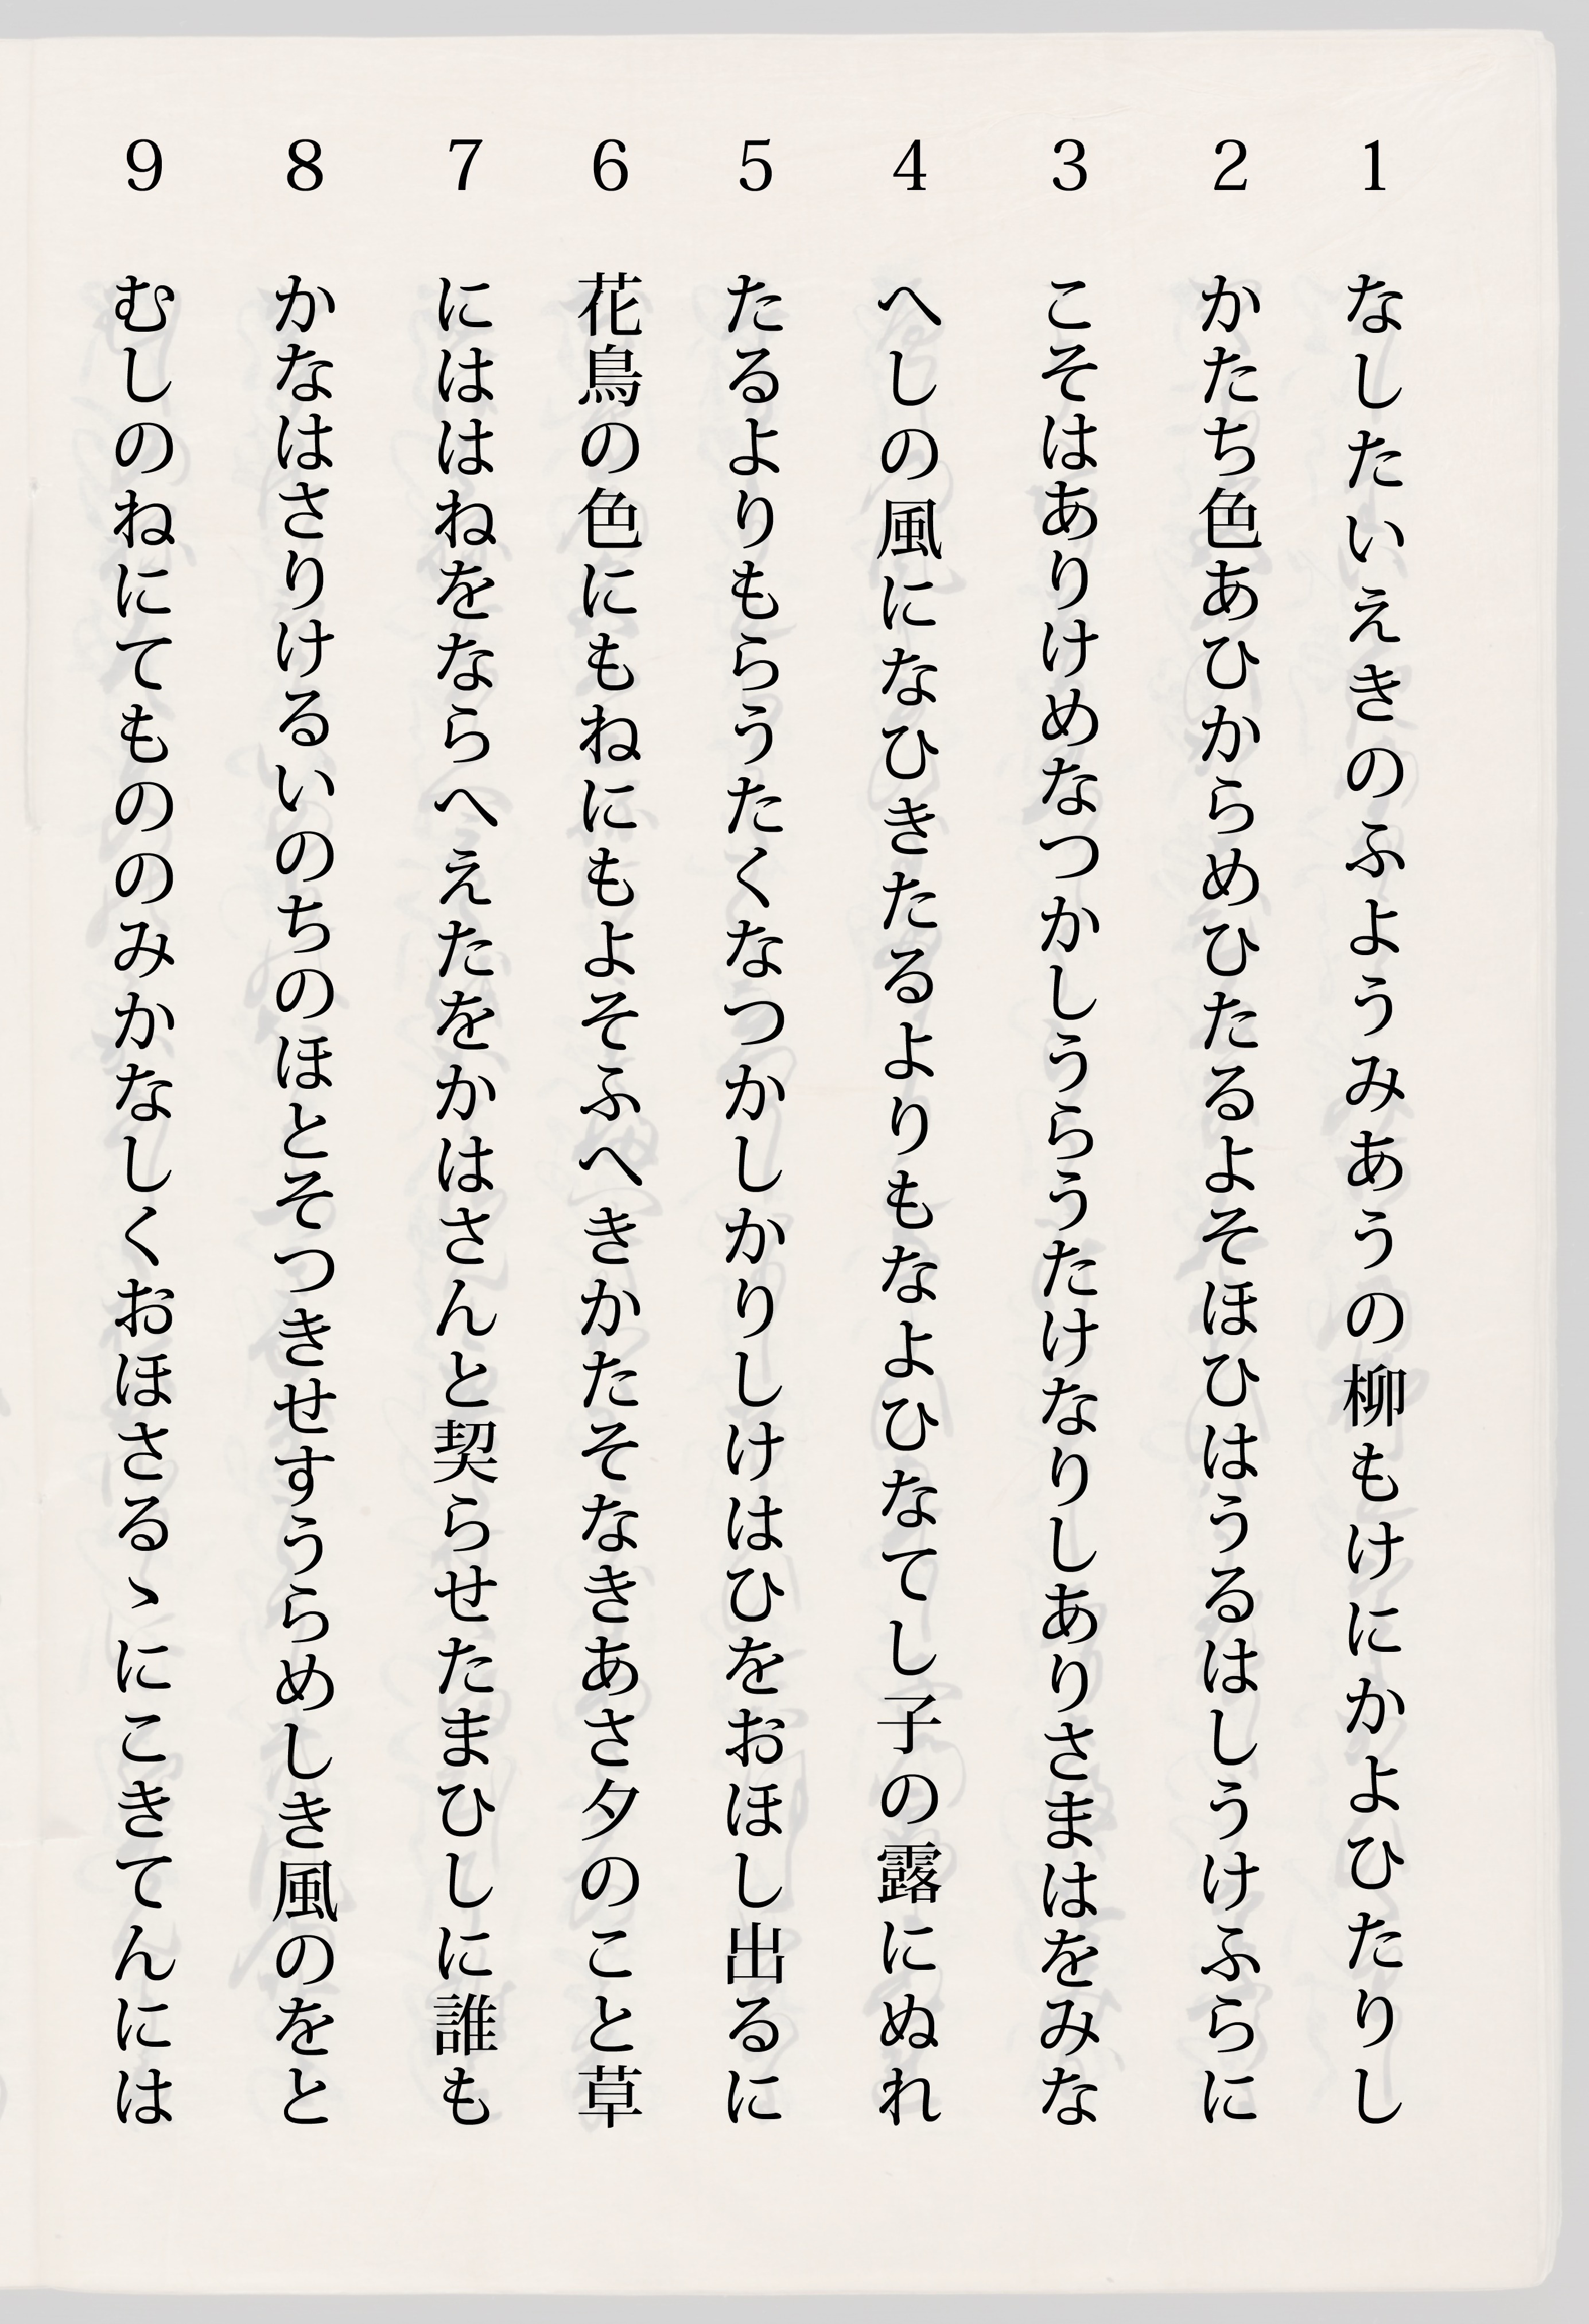 1 なしたいえきのふようみあうの柳もけにかよひたりし
2 かたち色あひからめひたるよそほひはうるはしうけふらに
3 こそはありけめなつかしうらうたけなりしありさまはをみな
4 へしの風になひきたるよりもなよひなてし子の露にぬれ
5 たるよりもらうたくなつかしかりしけはひをおほし出るに
6 花鳥の色にもねにもよそふへきかたそなきあさ夕のこと草
7 にははねをならへえたをかはさんと契らせたまひしに誰も
8 かなはさりけるいのちのほとそつきせすうらめしき風のをと
9 むしのねにてもののみかなしくおほさるゝにこきてんには